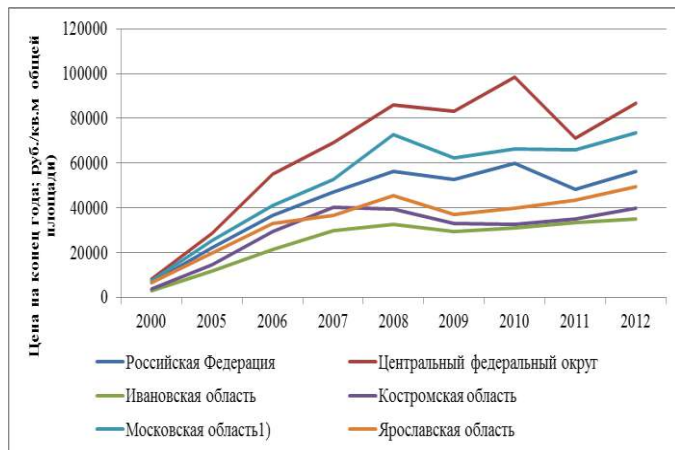 Цена на конец года; руб./кв.м общей
площади)
120000
100000
80000
60000
40000
20000
0
2000 2005 2006 2007 2008 2009 2010 2011 2012
Российская Федерация Центральный федеральный округ
Ивановская область Костромская область
Московская область1) Ярославская область